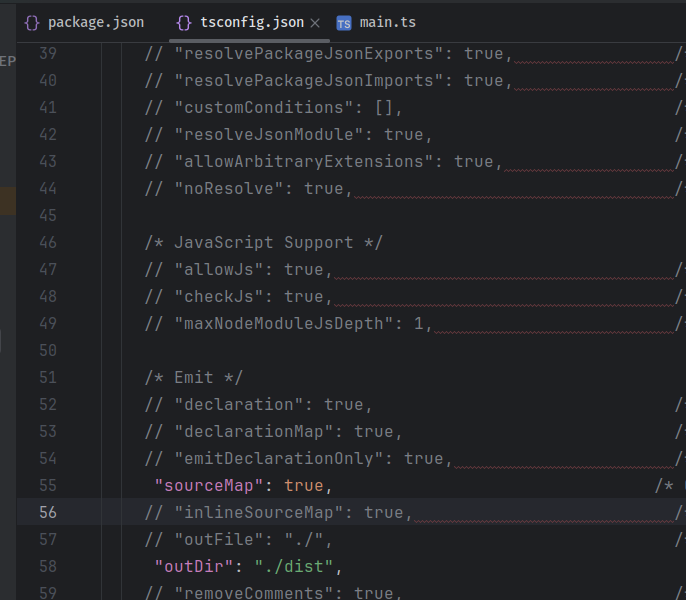 package.json tsconfig.json main.ts
EP
39 // "resolvePackageJsonExports": true, /*
40 // "resolvePackageJsonImports": true, /*
41 // "customConditions": [], /*
42 // "resolveJsonModule": true, /*
43 // "allowArbitraryExtensions": true, /*
44 // "noResolve": true, /*
45
46 /* JavaScript Support */
47 // "allowJs": true, /*
48 // "checkJs": true, /*
49 // "maxNodeModuleJsDepth": 1, /*
50
51 /* Emit */
52 // "declaration": true, /*
53 // "declarationMap": true, /*
54 // "emitDeclarationOnly": true, /*
55 "sourceMap": true, /*
56 // "inlineSourceMap": true, /*
57 // "outFile": "./", /*
58 "outDir": "./dist",
59 // "removeComments": true, /*